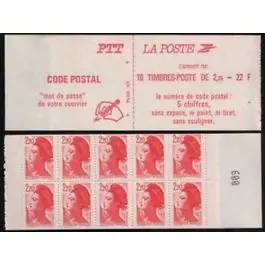 PTT
CODE POSTAL
"mot de passe"
de votre courrier
LA POSTE
CARNET DE
10 TIMBRES-POSTE DE 2,20 - 22 F
le numéro de code postal :
5 chiffres,
sans espace, ni point, ni tiret,
sans souligner.
2,20 2,20 2,20 2,20 2,20
2,20 2,20 2,20 2,20 2,20
609